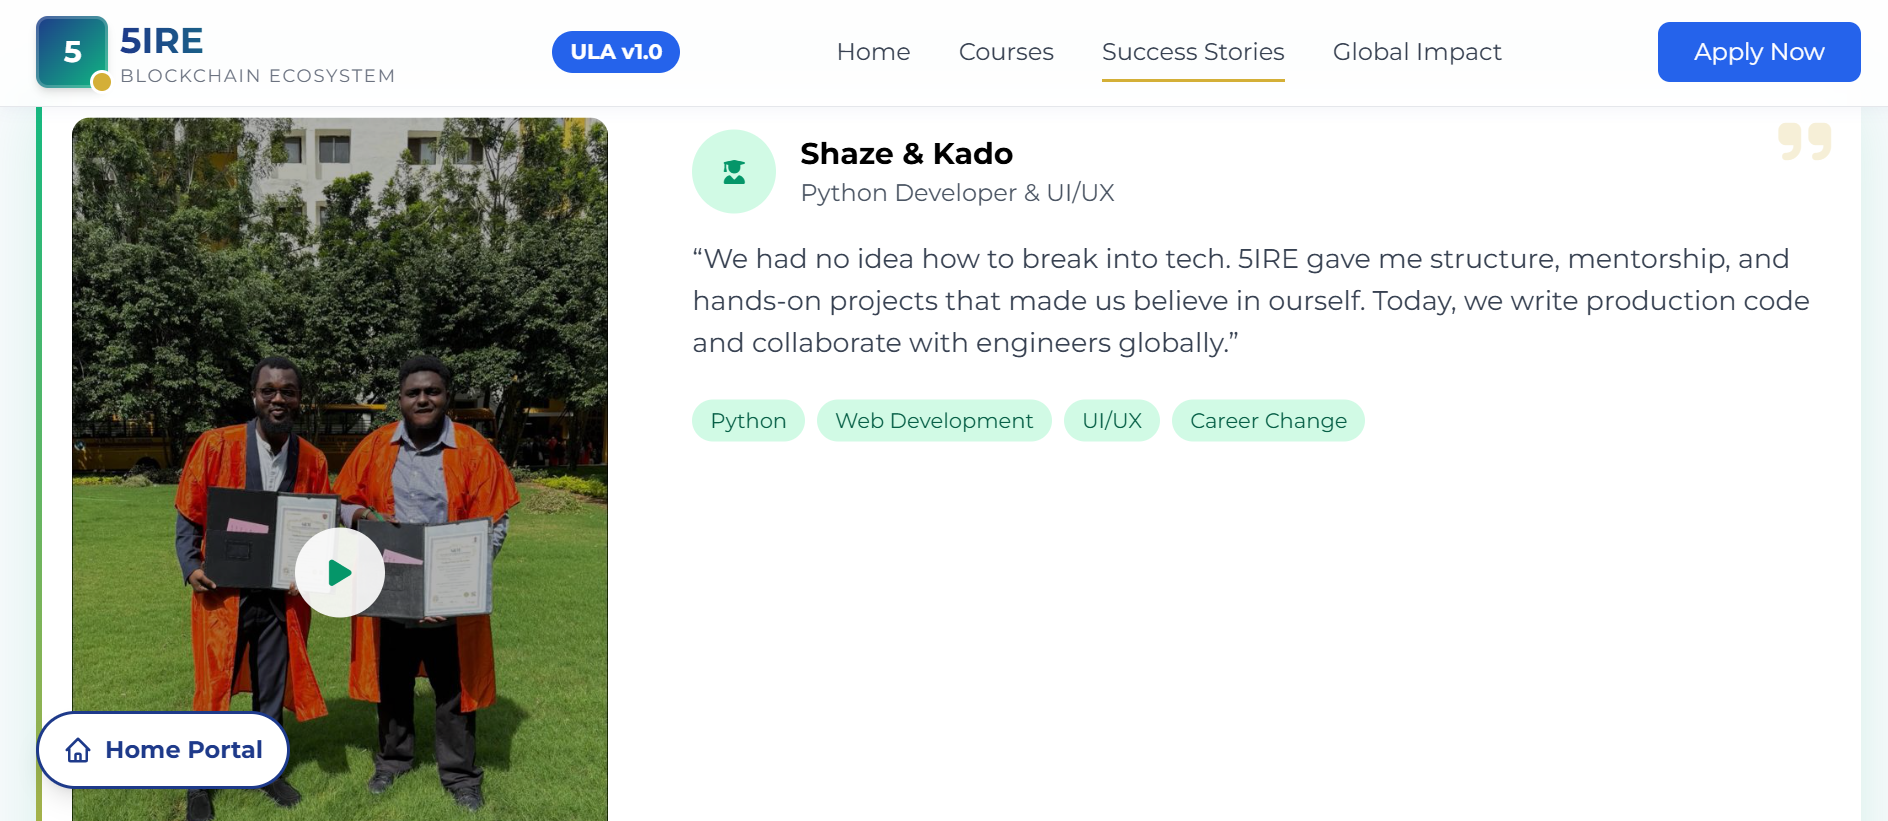 5
5IRE
BLOCKCHAIN ECOSYSTEM
ULA v1.0
Home
Courses
Success Stories
Global Impact
Apply Now
Shaze & Kado
Python Developer & UI/UX
“We had no idea how to break into tech. 5IRE gave me structure, mentorship, and
hands-on projects that made us believe in ourself. Today, we write production code
and collaborate with engineers globally.”
Python
Web Development
UI/UX
Career Change
Home Portal